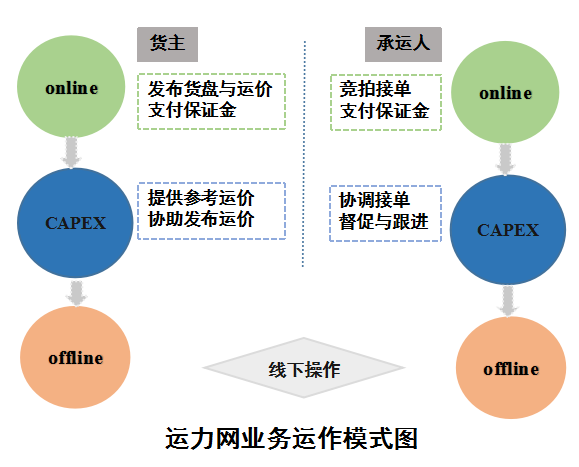 货主
承运人
online
发布货盘与运价
支付保证金
竞拍接单
支付保证金
online
CAPEX
提供参考运价
协助发布运价
协调接单
督促与跟进
CAPEX
offline
线下操作
offline
运力网业务运作模式图